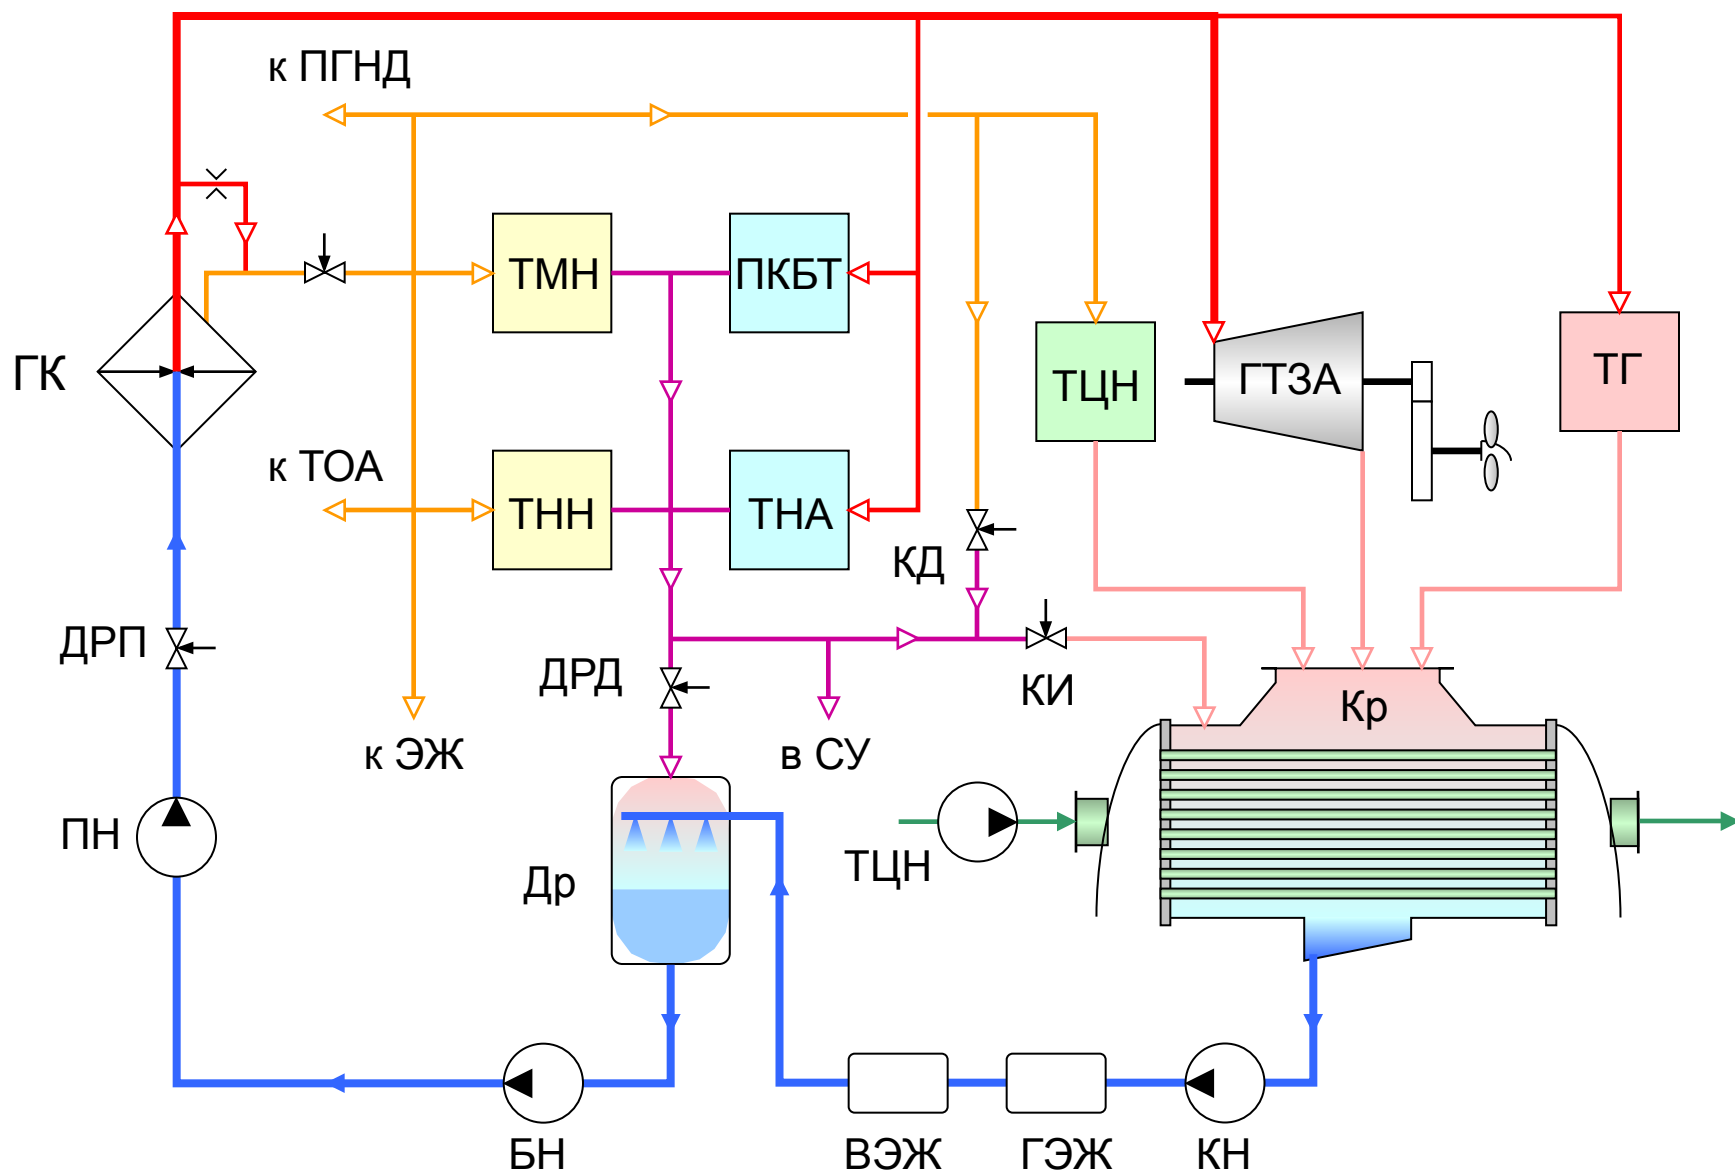 к ПГНД
ТМН
ПКБТ
ГК
ТЦН
ГТЗА
ТГ
к ТОА
ТНН
ТНА
КД
ДРП
ДРД
КИ
Кр
к ЭЖ
в СУ
ПН
ТЦН
Др
БН
ВЭЖ
ГЭЖ
КН